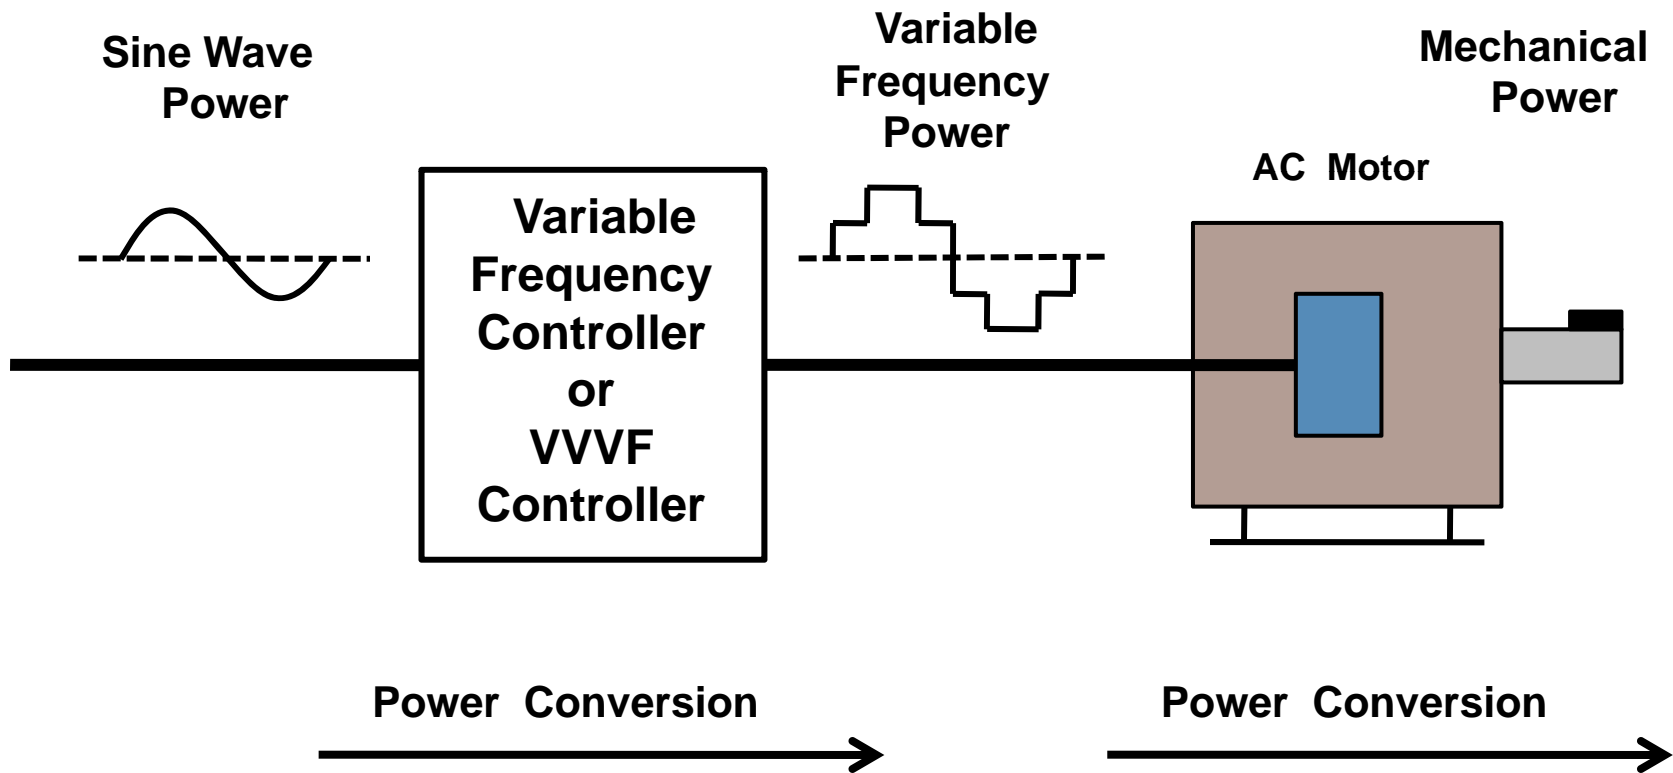 Sine Wave
Power
Variable
Frequency
Power
Mechanical
Power
AC Motor
Variable
Frequency
Controller
or
VVVF
Controller
Power Conversion
Power Conversion